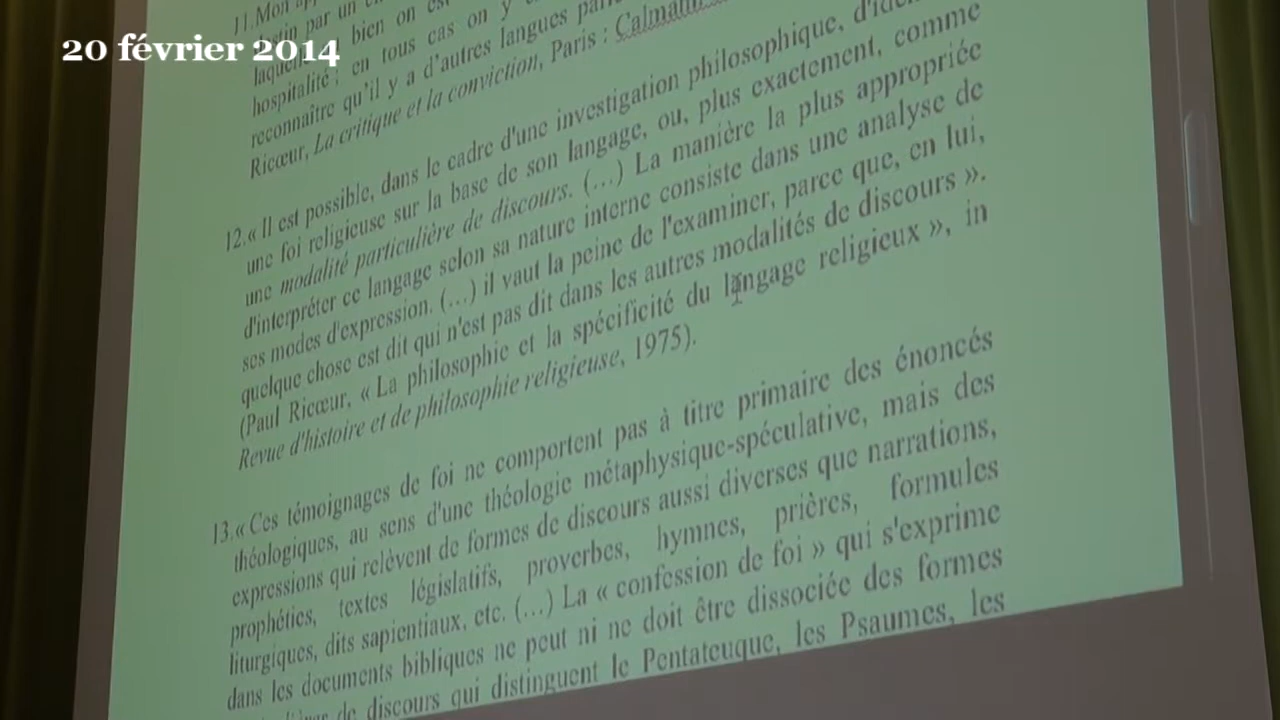 20 février 2014
11. Mon
par un
bien on est
hospitalité ; en tous cas on y
reconnaître qu'il y a d'autres langues
Ricœur, La critique et la conviction, Paris :
12. « Il est possible, dans le cadre d'une investigation philosophique,
une foi religieuse sur la base de son langage, ou, plus exactement, comme
une modalité particulière de discours. (…) La manière la plus appropriée
d'interpréter ce langage selon sa nature interne consiste dans une analyse de
ses modes d'expression. (…) il vaut la peine de l'examiner, parce que, en lui,
quelque chose est dit qui n'est pas dit dans les autres modalités de discours ».
(Paul Ricœur, « La philosophie et la spécificité du langage religieux », in
Revue d'histoire et de philosophie religieuse, 1975).
13. « Ces témoignages de foi ne comportent pas à titre primaire des énoncés
théologiques, au sens d'une théologie métaphysique-spéculative, mais des
expressions qui relèvent de formes de discours aussi diverses que narrations,
prophéties, textes législatifs, proverbes, hymnes, prières, formules
liturgiques, dits sapientiaux, etc. (…) La « confession de foi » qui s'exprime
dans les documents bibliques ne peut ni ne doit être dissociée des formes
de discours qui distinguent le Pentateuque, les Psaumes, les